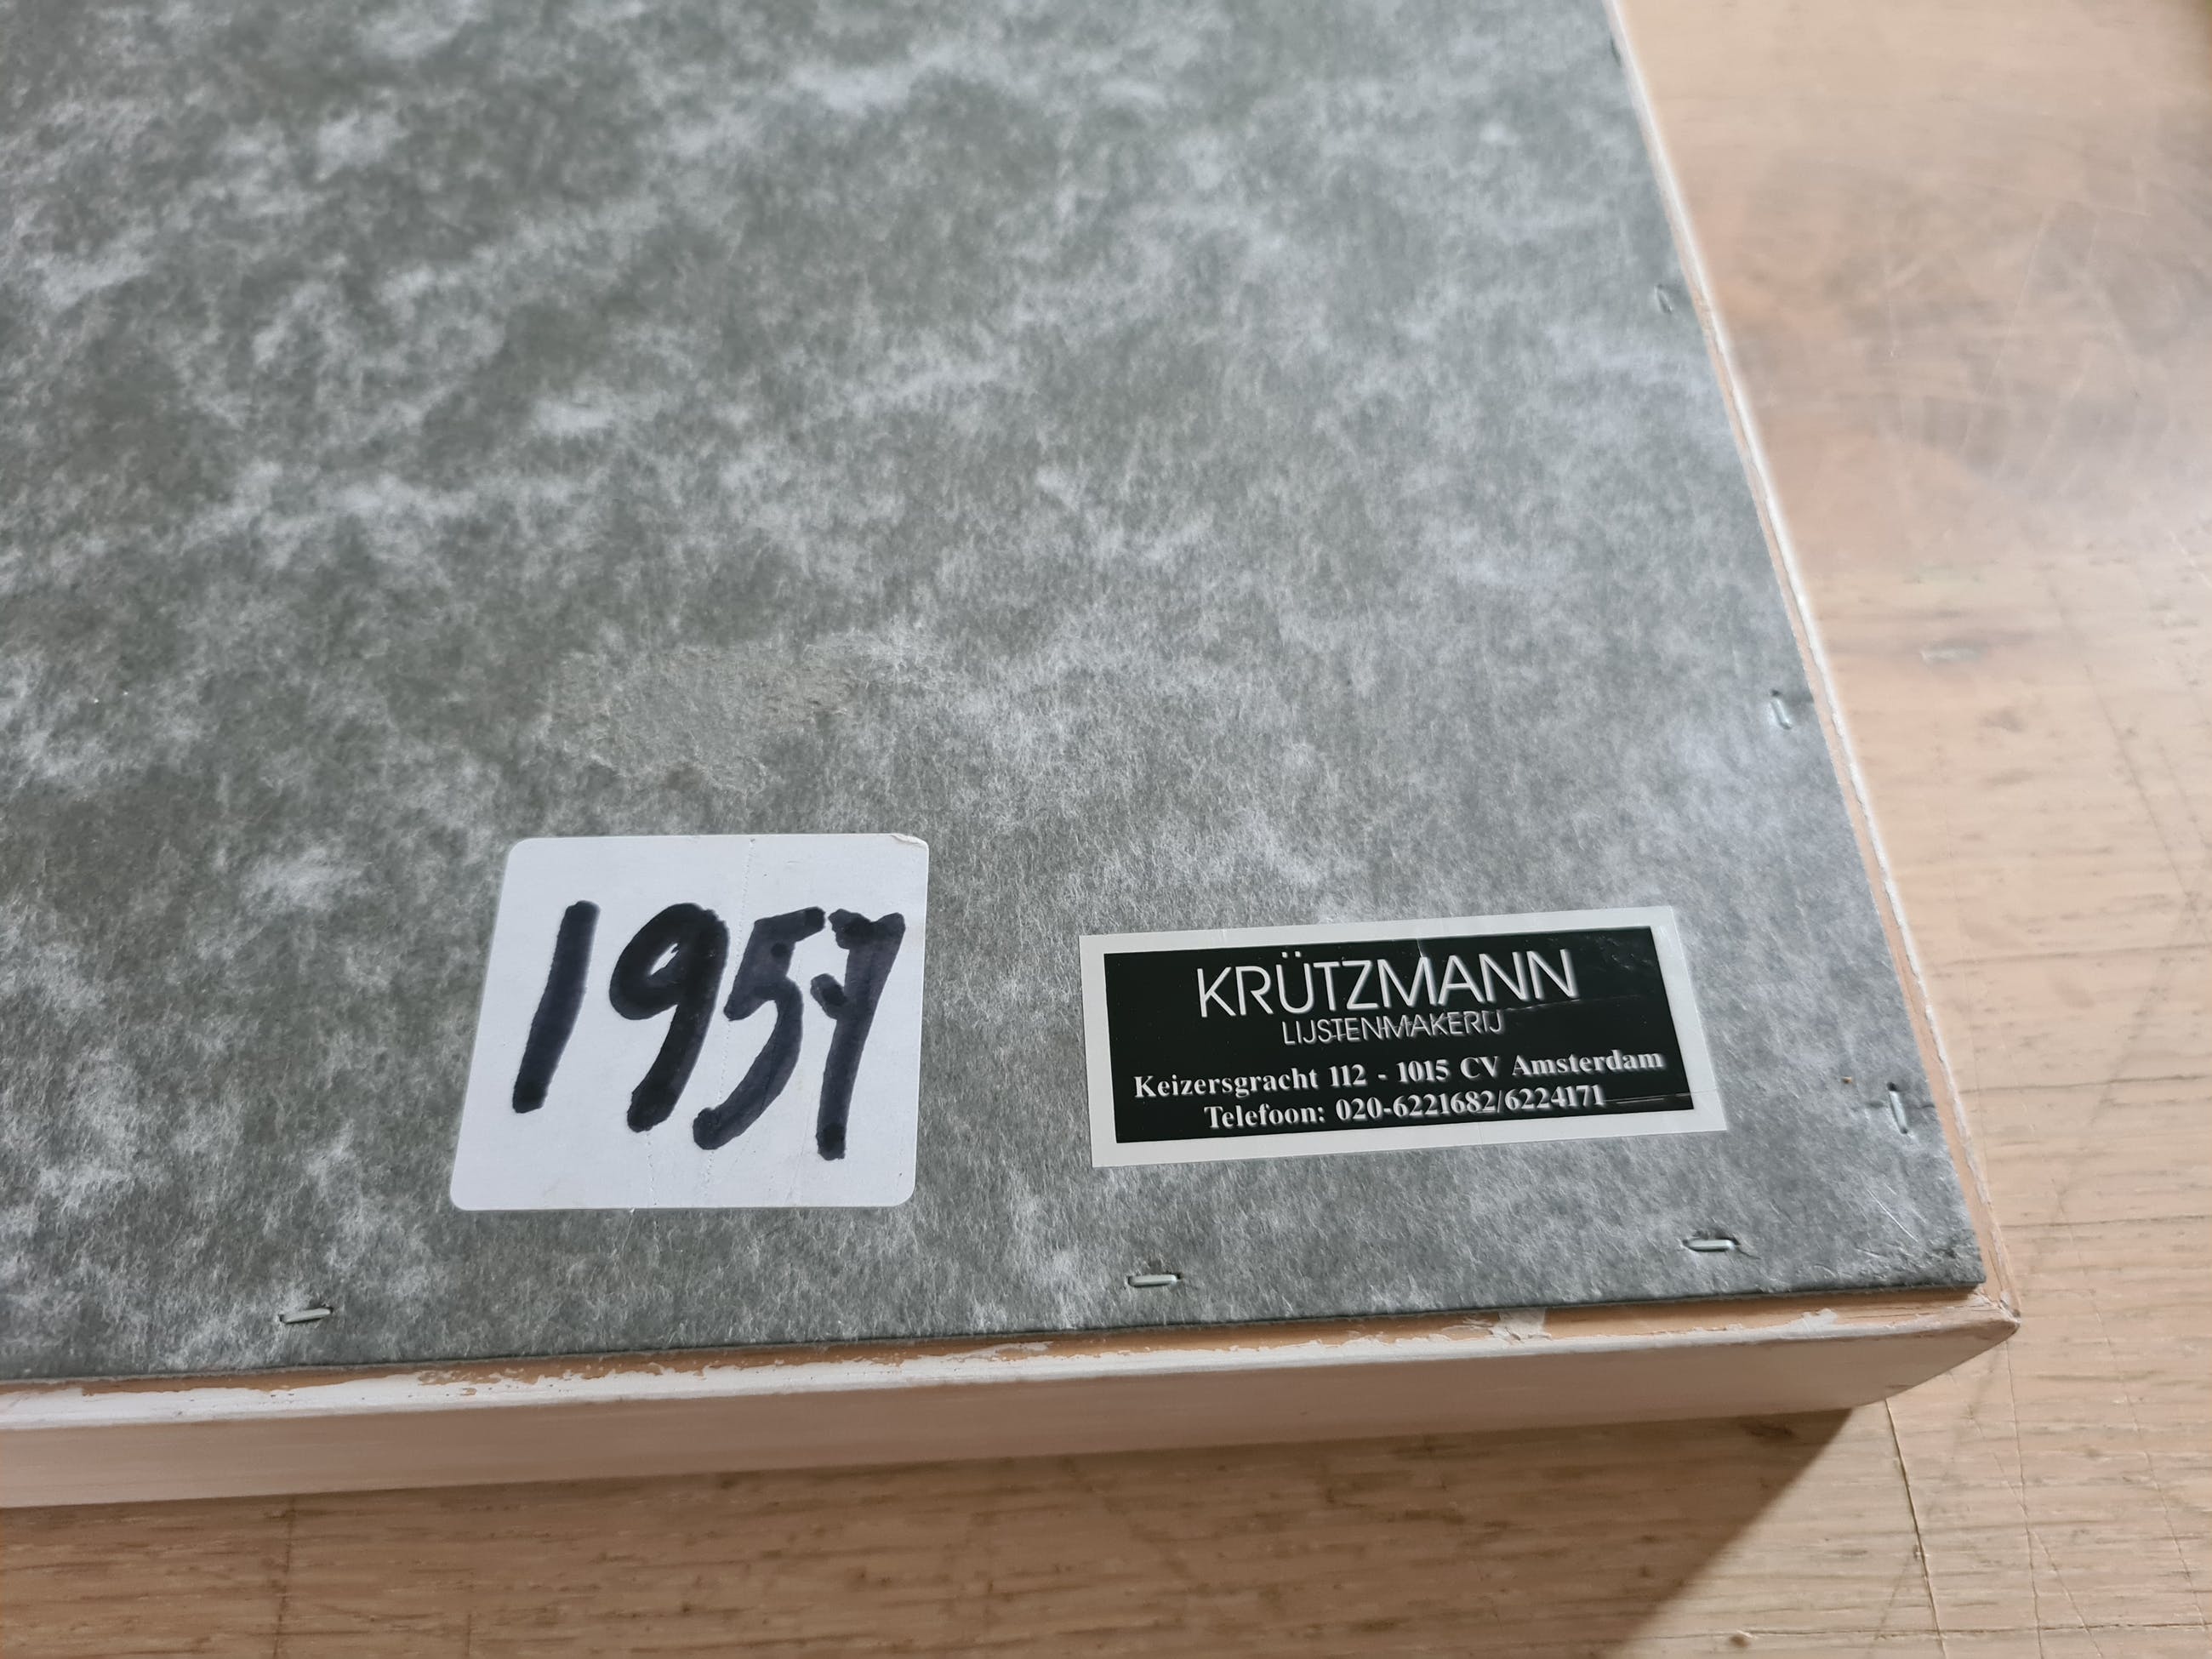 1957
KRÜTZMANN
LIJSTENMAKERIJ
Keizersgracht 112 - 1015 CV Amsterdam
Telefoon: 020-6221682/6224171